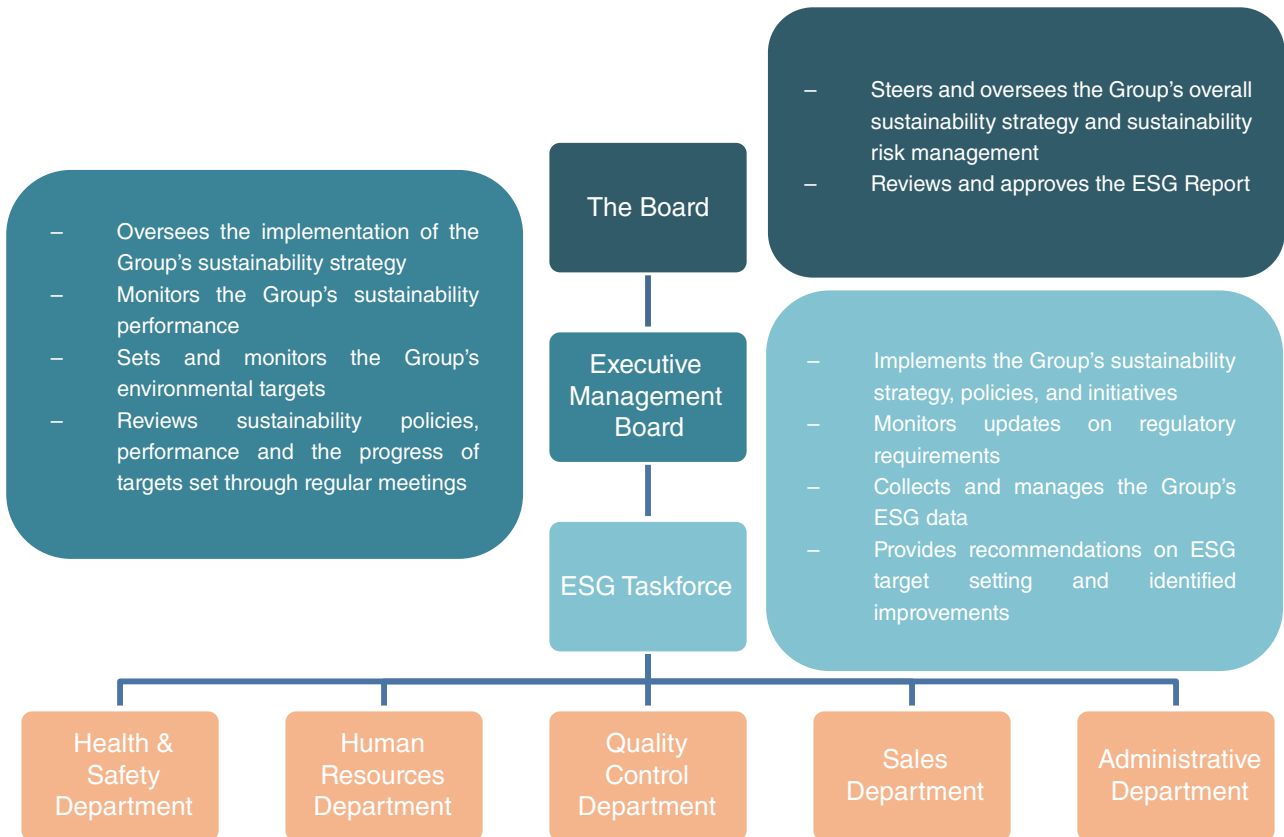 – Steers and oversees the Group’s overall
sustainability strategy and sustainability
risk management
– Reviews and approves the ESG Report
The Board
– Oversees the implementation of the
Group’s sustainability strategy
– Monitors the Group’s sustainability
performance
– Sets and monitors the Group’s
environmental targets
– Reviews sustainability policies,
performance and the progress of
targets set through regular meetings
Executive
Management
Board
– Implements the Group’s sustainability
strategy, policies, and initiatives
– Monitors updates on regulatory
requirements
– Collects and manages the Group’s
ESG data
– Provides recommendations on ESG
target setting and identified
improvements
ESG Taskforce
Health &
Safety
Department
Human
Resources
Department
Quality
Control
Department
Sales
Department
Administrative
Department